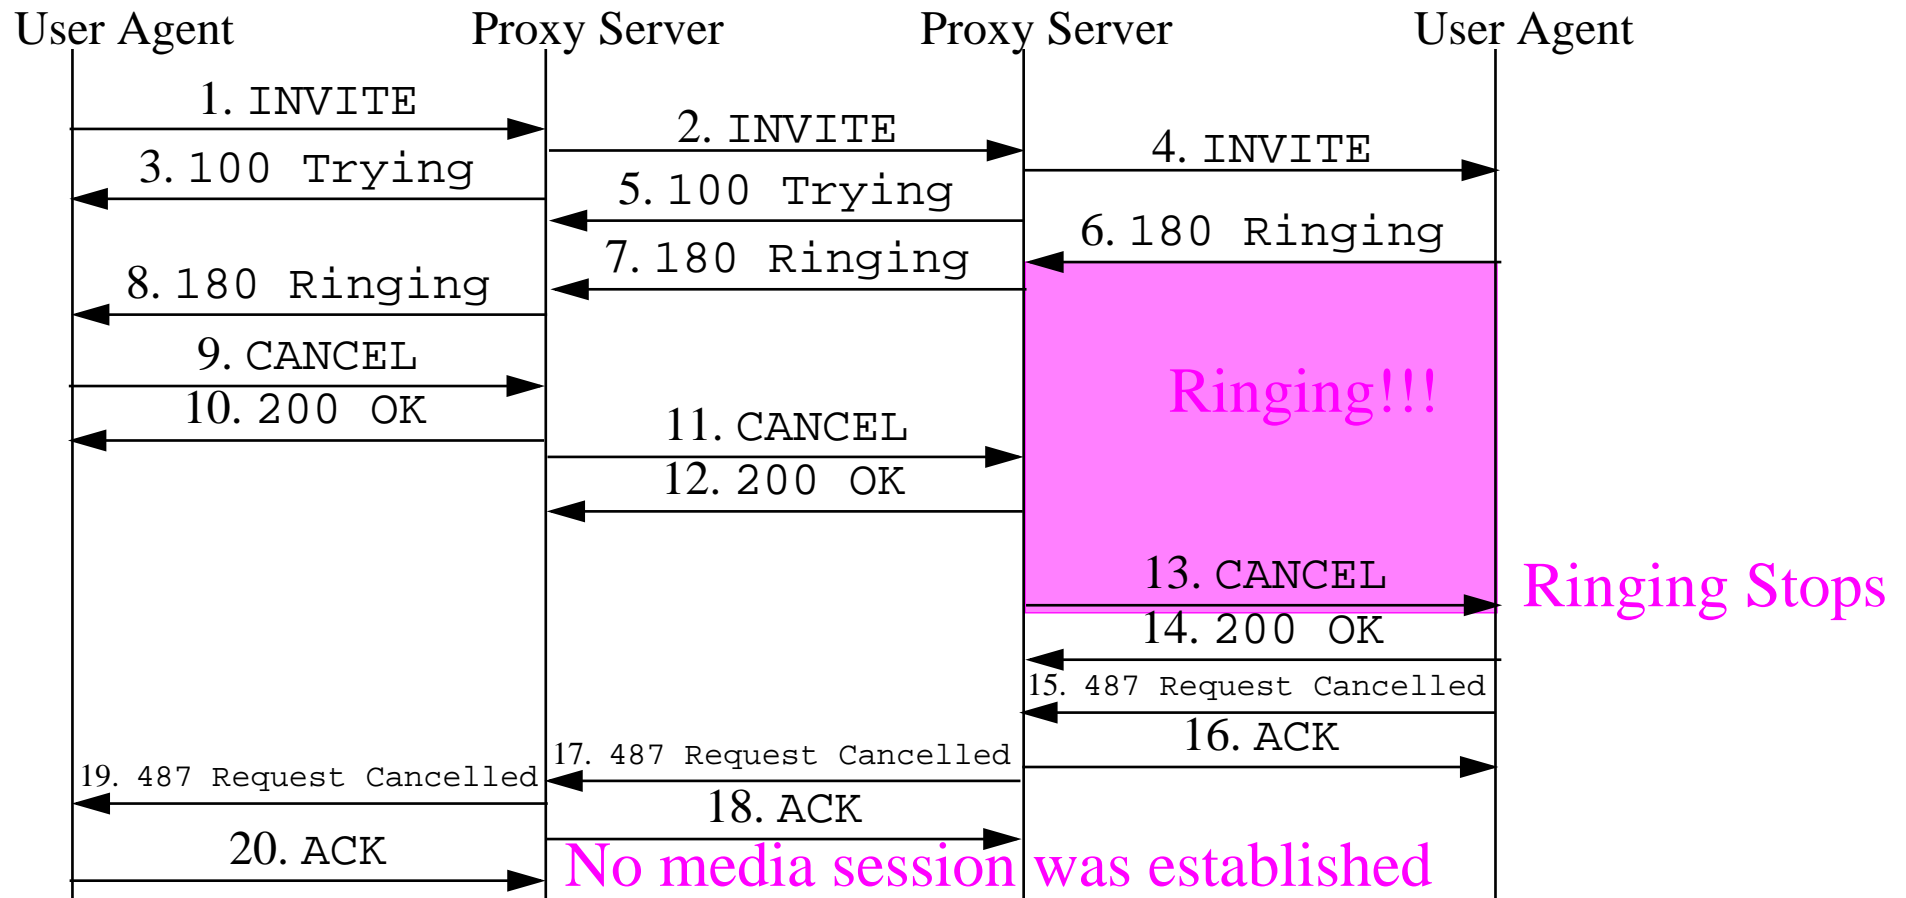 User Agent
Proxy Server
Proxy Server
User Agent
1. INVITE
2. INVITE
3. 100 Trying
4. INVITE
5. 100 Trying
6. 180 Ringing
7. 180 Ringing
8. 180 Ringing
9. CANCEL
Ringing!!!
10. 200 OK
11. CANCEL
12. 200 OK
13. CANCEL
Ringing Stops
14. 200 OK
15. 487 Request Cancelled
16. ACK
17. 487 Request Cancelled
18. ACK
19. 487 Request Cancelled
20. ACK
No media session was established